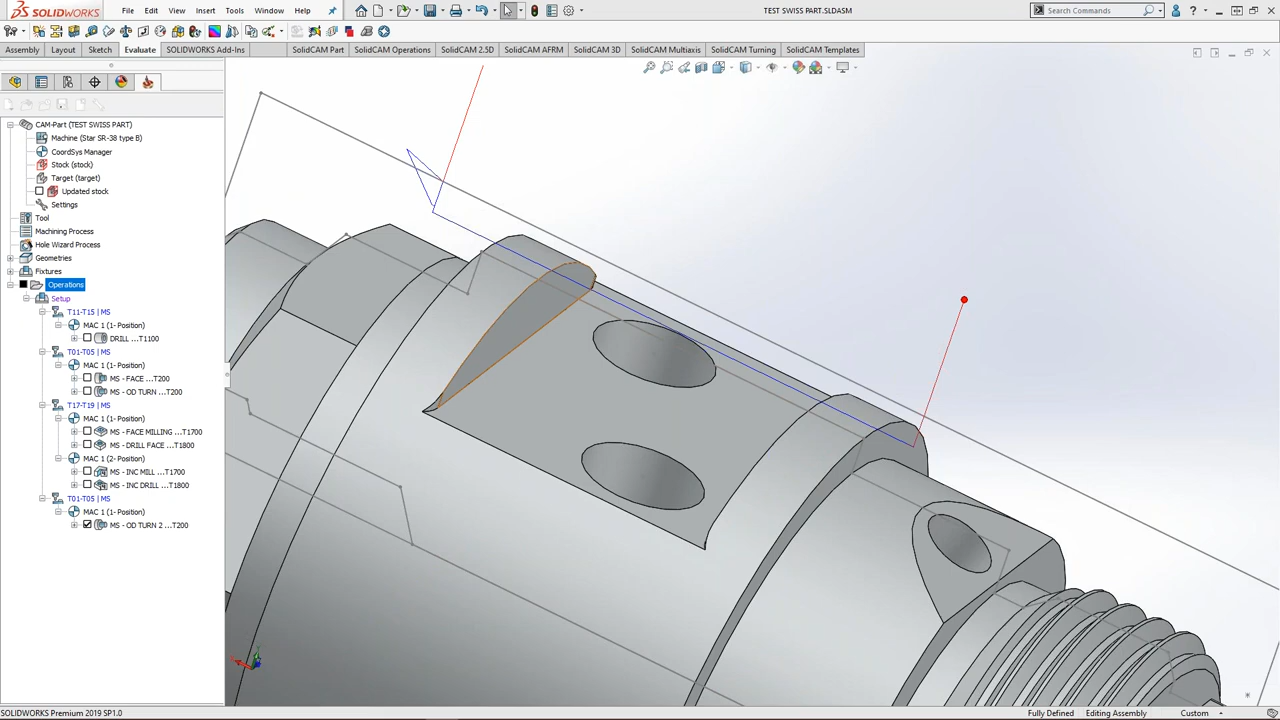 SOLIDWORKS File Edit View Insert Tools Window Help TEST SWISS PART.SLDASM Search Commands
Assembly Layout Sketch Evaluate SOLIDWORKS Add-Ins SolidCAM Part SolidCAM Operations SolidCAM 2.5D SolidCAM AFRM SolidCAM 3D SolidCAM Multiaxis SolidCAM Turning SolidCAM Templates
CAM-Part (TEST SWISS PART)
Machine (Star SR-38 type B)
CoordSys Manager
Stock (stock)
Target (target)
Updated stock
Settings
Tool
Machining Process
Hole Wizard Process
Geometries
Fixtures
Operations
Setup
T11-T15 | MS
MAC 1 (1- Position)
DRILL ...T1100
T01-T05 | MS
MAC 1 (1- Position)
MS - FACE ...T200
MS - OD TURN ...T200
T17-T19 | MS
MAC 1 (1- Position)
MS - FACE MILLING ...T1700
MS - DRILL FACE ...T1800
MAC 1 (2- Position)
MS - INC MILL ...T1700
MS - INC DRILL ...T1800
T01-T05 | MS
MAC 1 (1- Position)
MS - OD TURN 2 ...T200
SOLIDWORKS Premium 2019 SP1.0 Fully Defined Editing Assembly Custom